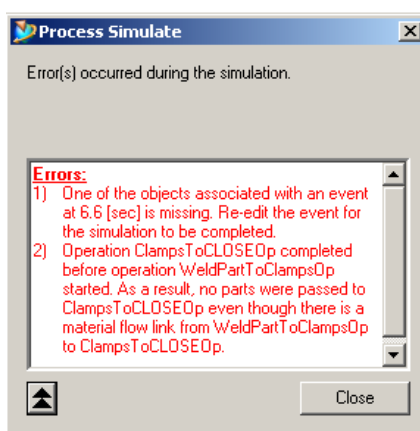 Process Simulate
Error(s) occurred during the simulation.
Errors:
1) One of the objects associated with an event
at 6.6 [sec] is missing. Re-edit the event for
the simulation to be completed.
2) Operation ClampsToCLOSEOp completed
before operation WeldPartToClampsOp
started. As a result, no parts were passed to
ClampsToCLOSEOp even though there is a
material flow link from WeldPartToClampsOp
to ClampsToCLOSEOp.
Close